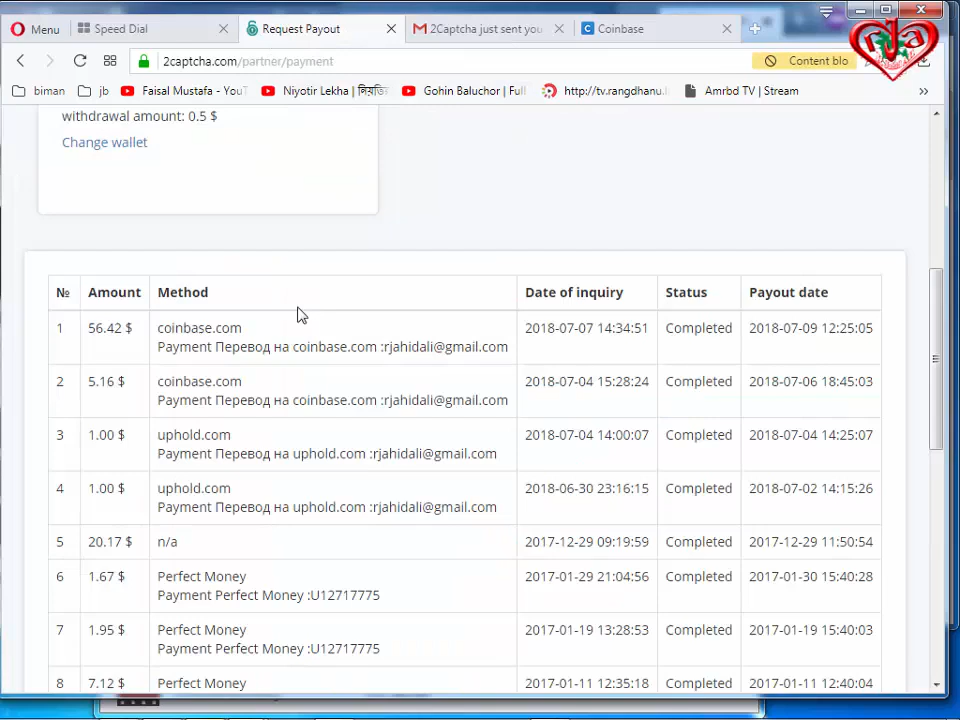 Menu
Speed Dial
Request Payout
2Captcha just sent you
Coinbase
rja
2captcha.com/partner/payment
Content blo
biman
jb
Faisal Mustafa - YouT
Niyotir Lekha |
Gohin Baluchor | Full
http://tv.rangdhanu.
Amrbd TV | Stream
»
withdrawal amount: 0.5 $
Change wallet
№ Amount Method Date of inquiry Status Payout date
1 56.42 $ coinbase.com 2018-07-07 14:34:51 Completed 2018-07-09 12:25:05
Payment Перевод на coinbase.com :rjahidali@gmail.com
2 5.16 $ coinbase.com 2018-07-04 15:28:24 Completed 2018-07-06 18:45:03
Payment Перевод на coinbase.com :rjahidali@gmail.com
3 1.00 $ uphold.com 2018-07-04 14:00:07 Completed 2018-07-04 14:25:07
Payment Перевод на uphold.com :rjahidali@gmail.com
4 1.00 $ uphold.com 2018-06-30 23:16:15 Completed 2018-07-02 14:15:26
Payment Перевод на uphold.com :rjahidali@gmail.com
5 20.17 $ n/a 2017-12-29 09:19:59 Completed 2017-12-29 11:50:54
6 1.67 $ Perfect Money 2017-01-29 21:04:56 Completed 2017-01-30 15:40:28
Payment Perfect Money :U12717775
7 1.95 $ Perfect Money 2017-01-19 13:28:53 Completed 2017-01-19 15:40:03
Payment Perfect Money :U12717775
8 7.12 $ Perfect Money 2017-01-11 12:35:18 Completed 2017-01-11 12:40:04